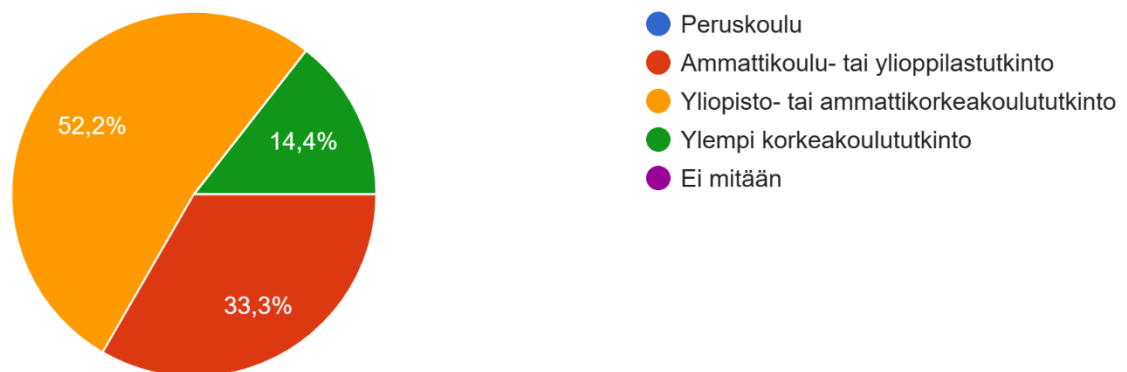 52,2%
14,4%
33,3%
Peruskoulu
Ammattikoulu- tai ylioppilastutkinto
Yliopisto- tai ammattikorkeakoulututkinto
Ylempi korkeakoulututkinto
Ei mitään